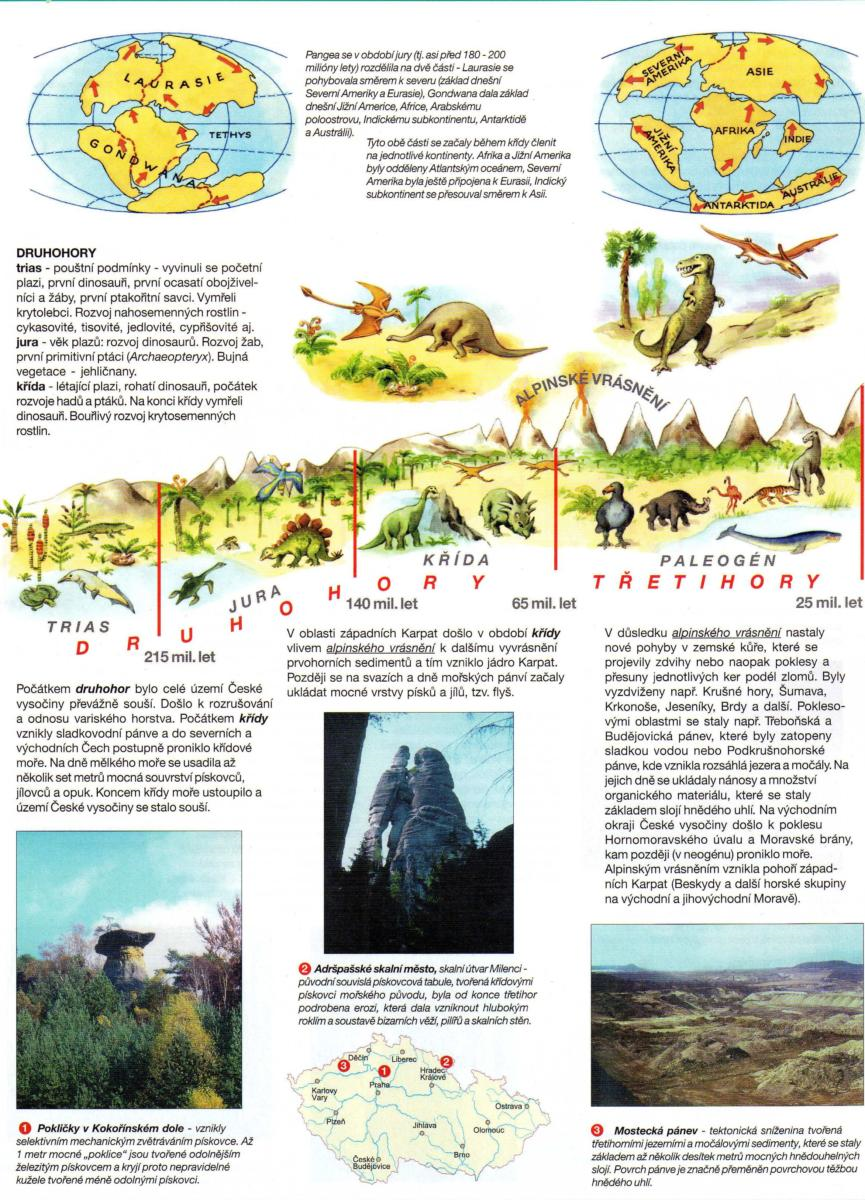 LAURASIE
TETHYS
GONDWANA
Pangea se v období jury (tj. asi před 180 - 200
milióny lety) rozdělila na dvě části - Laurasie se
pohybovala směrem k severu (základ dnešní
Severní Ameriky a Eurasie), Gondwana dala základ
dnešní Jižní Americe, Africe, Arabskému
poloostrovu, Indickému subkontinentu, Antarktidě
a Austrálii).
Tyto obě části se začaly během křídy členit
na jednotlivé kontinenty. Afrika a Jižní Amerika
byly odděleny Atlantským oceánem, Severní
Amerika byla ještě připojena k Eurasii, Indický
subkontinent se přesouval směrem k Asii.
SEVERNÍ
AMERIKA
ASIE
AFRIKA
JIŽNÍ
AMERIKA
INDIE
AUSTRÁLIE
ANTARKTIDA
DRUHOHORY
trias - pouštní podmínky - vyvinuli se početní
plazi, první dinosauři, první ocasatí obojživel-
níci a žáby, první ptakořitní savci. Vymřeli
krytolebci. Rozvoj nahosemenných rostlin -
cykasovité, tisovité, jedlovité, cypřišovité aj.
jura - věk plazů: rozvoj dinosaurů. Rozvoj žab,
první primitivní ptáci (Archaeopteryx). Bujná
vegetace - jehličnany.
křída - létající plazi, rohatí dinosauři, počátek
rozvoje hadů a ptáků. Na konci křídy vymřeli
dinosauři. Bouřlivý rozvoj krytosemenných
rostlin.
ALPINSKÉ VRÁSNĚNÍ
TRIAS
JURA
KŘÍDA
PALEOGÉN
DRUHOHORY
TŘETIHORY
215 mil. let
140 mil. let
65 mil. let
25 mil. let
Počátkem druhohor bylo celé území České
vysočiny převážně souší. Došlo k rozrušování
a odnosu variského horstva. Počátkem křídy
vznikly sladkovodní pánve a do severních a
východních Čech postupně proniklo křídové
moře. Na dně mělkého moře se usadila až
několik set metrů mocná souvrství pískovců,
jílovců a opuk. Koncem křídy moře ustoupilo a
území České vysočiny se stalo souší.
1 Pokličky v Kokořínském dole - vznikly
selektivním mechanickým zvětráváním pískovce. Až
1 metr mocné „poklice" jsou tvořené odolnějším
železitým pískovcem a kryjí proto nepravidelné
kužele tvořené méně odolnými pískovci.
V oblasti západních Karpat došlo v období křídy
vlivem alpinského vrásnění k dalšímu vyvrásnění
prvohorních sedimentů a tím vzniklo jádro Karpat.
Později se na svazích a dně mořských pánví začaly
ukládat mocné vrstvy písků a jílů, tzv. flyš.
2 Adršpašské skalní město, skalní útvar Milenci -
původní souvislá pískovcová tabule, tvořená křídovými
pískovci mořského původu, byla od konce třetihor
podrobena erozi, která dala vzniknout hlubokým
roklím a soustavě bizarních věží, pilířů a skalních stěn.
Děčín
Liberec
3
1
2
Hradec
Králové
Karlovy
Vary
Praha
Plzeň
Jihlava
Ostrava
Olomouc
Brno
České
Budějovice
V důsledku alpinského vrásnění nastaly
nové pohyby v zemské kůře, které se
projevily zdvihy nebo naopak poklesy a
přesuny jednotlivých ker podél zlomů. Byly
vyzdviženy např. Krušné hory, Šumava,
Krkonoše, Jeseníky, Brdy a další. Pokleso-
vými oblastmi se staly např. Třeboňská a
Budějovická pánev, které byly zatopeny
sladkou vodou nebo Podkrušnohorské
pánve, kde vznikla rozsáhlá jezera a močály. Na
jejich dně se ukládaly nánosy a množství
organického materiálu, které se staly
základem slojí hnědého uhlí. Na východním
okraji České vysočiny došlo k poklesu
Hornomoravského úvalu a Moravské brány,
kam později (v neogénu) proniklo moře.
Alpinským vrásněním vznikla pohoří západ-
ních Karpat (Beskydy a další horské skupiny
na východní a jihovýchodní Moravě).
3 Mostecká pánev - tektonická sníženina tvořená
třetihorními jezerními a močálovými sedimenty, které se staly
základem až několik desítek metrů mocných hnědouhelných
slojí. Povrch pánve je značně přeměněn povrchovou těžbou
hnědého uhlí.